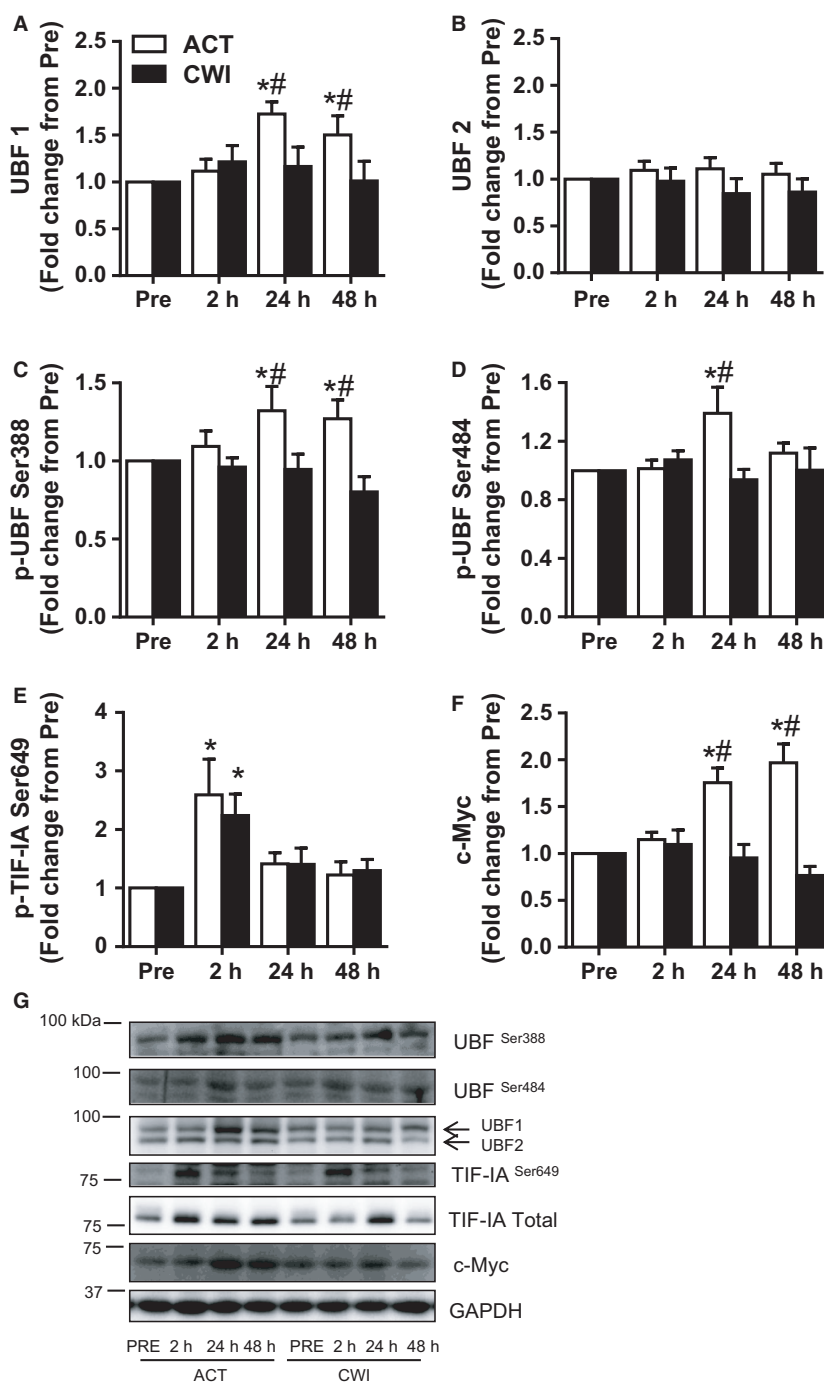 A
UBF 1
(Fold change from Pre)
2.5
2.0
1.5
1.0
0.5
0.0
ACT
CWI
*#
*#
Pre 2 h 24 h 48 h
B
UBF 2
(Fold change from Pre)
2.5
2.0
1.5
1.0
0.5
0.0
Pre 2 h 24 h 48 h
C
p-UBF Ser388
(Fold change from Pre)
1.5
1.0
0.5
0.0
*#
*#
Pre 2 h 24 h 48 h
D
p-UBF Ser484
(Fold change from Pre)
1.6
1.2
0.8
0.4
0.0
*#
Pre 2 h 24 h 48 h
E
p-TIF-IA Ser649
(Fold change from Pre)
4
3
2
1
0
*
*
Pre 2 h 24 h 48 h
F
c-Myc
(Fold change from Pre)
2.5
2.0
1.5
1.0
0.5
0.0
*#
*#
Pre 2 h 24 h 48 h
G
100 kDa
UBF Ser388
100
UBF Ser484
100
UBF1
UBF2
75
TIF-IA Ser649
75
TIF-IA Total
75
c-Myc
37
GAPDH
PRE 2 h 24 h 48 h PRE 2 h 24 h 48 h
ACT CWI